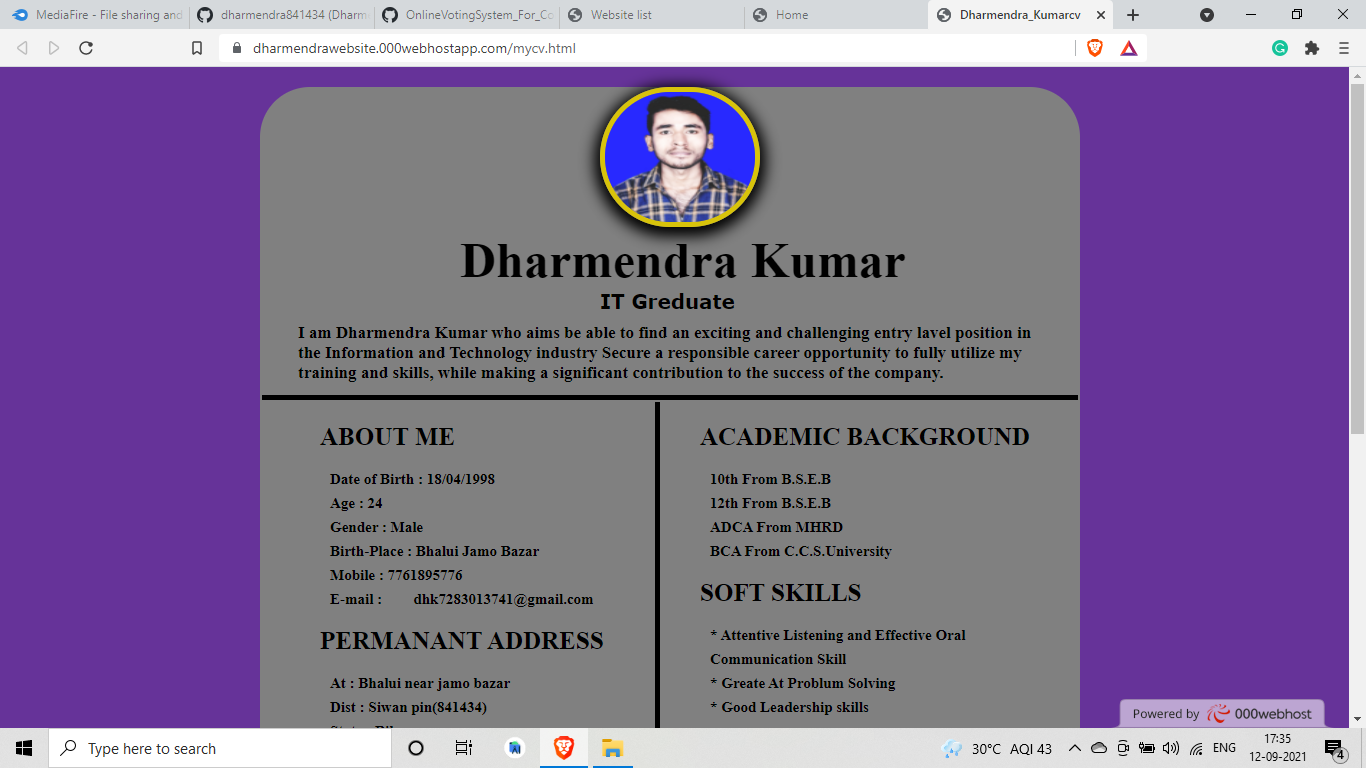 MediaFire - File sharing and
dharmendra841434 (Dharm
OnlineVotingSystem_For_Co
Website list
Home
Dharmendra_Kumarcv
dharmendrawebsite.000webhostapp.com/mycv.html
Dharmendra Kumar
IT Greduate
I am Dharmendra Kumar who aims be able to find an exciting and challenging entry lavel position in
the Information and Technology industry Secure a responsible career opportunity to fully utilize my
training and skills, while making a significant contribution to the success of the company.
ABOUT ME
Date of Birth : 18/04/1998
Age : 24
Gender : Male
Birth-Place : Bhalui Jamo Bazar
Mobile : 7761895776
E-mail : dhk7283013741@gmail.com
PERMANANT ADDRESS
At : Bhalui near jamo bazar
Dist : Siwan pin(841434)
ACADEMIC BACKGROUND
10th From B.S.E.B
12th From B.S.E.B
ADCA From MHRD
BCA From C.C.S.University
SOFT SKILLS
* Attentive Listening and Effective Oral
Communication Skill
* Greate At Problum Solving
* Good Leadership skills
Powered by 000webhost
Type here to search
30°C AQI 43
ENG
17:35
12-09-2021
4